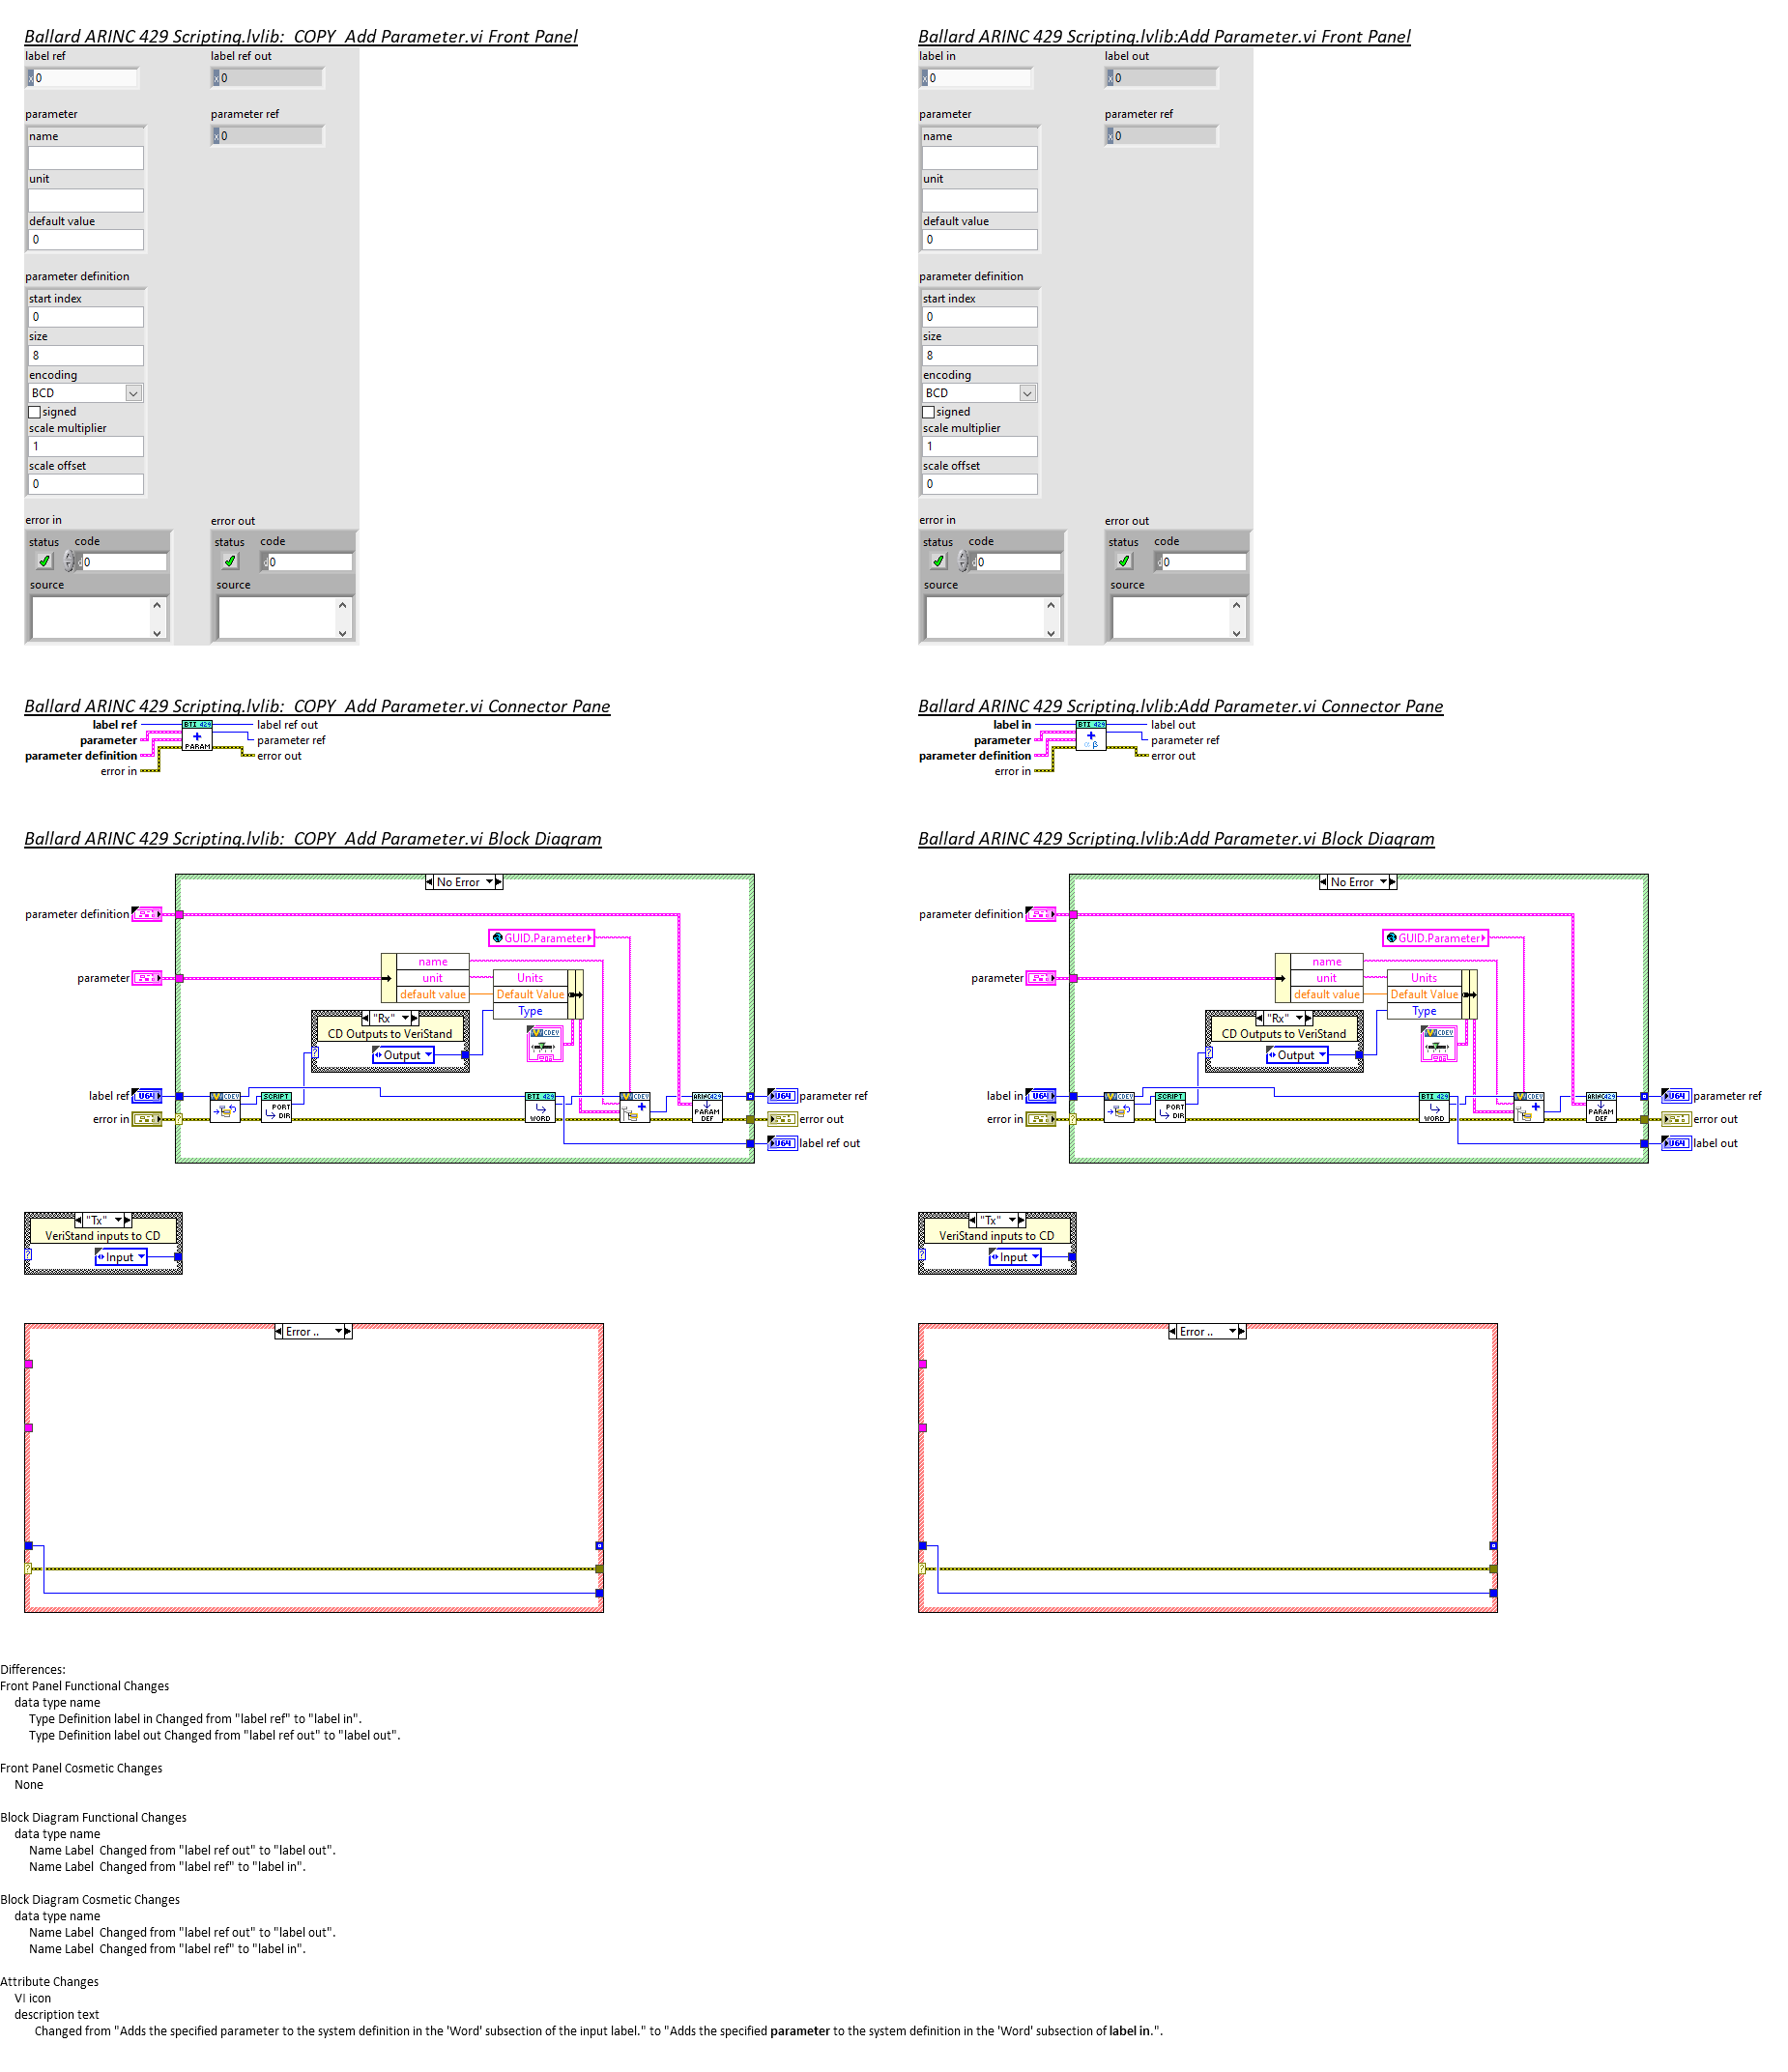 Ballard ARINC 429 Scripting.lvlib:  COPY  Add Parameter.vi Front Panel
label ref
label ref out
x 0
x 0
parameter
parameter ref
name
x 0
unit
default value
0
parameter definition
start index
0
size
8
encoding
BCD
signed
scale multiplier
1
scale offset
0
error in
error out
status
code
status
code
d 0
d 0
source
source
Ballard ARINC 429 Scripting.lvlib:Add Parameter.vi Front Panel
label in
label out
x 0
x 0
parameter
parameter ref
name
x 0
unit
default value
0
parameter definition
start index
0
size
8
encoding
BCD
signed
scale multiplier
1
scale offset
0
error in
error out
status
code
status
code
d 0
d 0
source
source
Ballard ARINC 429 Scripting.lvlib:  COPY  Add Parameter.vi Connector Pane
label ref
BTI 429
label ref out
parameter
+
parameter ref
parameter definition
PARAM
error out
error in
Ballard ARINC 429 Scripting.lvlib:Add Parameter.vi Connector Pane
label in
BTI 429
label out
parameter
+
parameter ref
parameter definition
α β
error out
error in
Ballard ARINC 429 Scripting.lvlib:  COPY  Add Parameter.vi Block Diagram
No Error
parameter definition
GUID.Parameter
name
parameter
unit
Units
default value
Default Value
"Rx"
Type
CD Outputs to VeriStand
CDEV
Output
label ref
U64
CDEV
SCRIPT
BTI 429
CDEV
ARINC429
U64
parameter ref
PORT
PARAM
error in
DIR
WORD
DEF
error out
U64
label ref out
"Tx"
VeriStand inputs to CD
?
Input
Error ..
?
Ballard ARINC 429 Scripting.lvlib:Add Parameter.vi Block Diagram
No Error
parameter definition
GUID.Parameter
name
parameter
unit
Units
default value
Default Value
"Rx"
Type
CD Outputs to VeriStand
CDEV
Output
label in
U64
CDEV
SCRIPT
BTI 429
CDEV
ARINC429
U64
parameter ref
PORT
PARAM
error in
DIR
WORD
DEF
error out
U64
label out
"Tx"
VeriStand inputs to CD
?
Input
Error ..
?
Differences:
Front Panel Functional Changes
data type name
Type Definition label in Changed from "label ref" to "label in".
Type Definition label out Changed from "label ref out" to "label out".
Front Panel Cosmetic Changes
None
Block Diagram Functional Changes
data type name
Name Label  Changed from "label ref out" to "label out".
Name Label  Changed from "label ref" to "label in".
Block Diagram Cosmetic Changes
data type name
Name Label  Changed from "label ref out" to "label out".
Name Label  Changed from "label ref" to "label in".
Attribute Changes
VI icon
description text
Changed from "Adds the specified parameter to the system definition in the 'Word' subsection of the input label." to "Adds the specified parameter to the system definition in the 'Word' subsection of label in.".